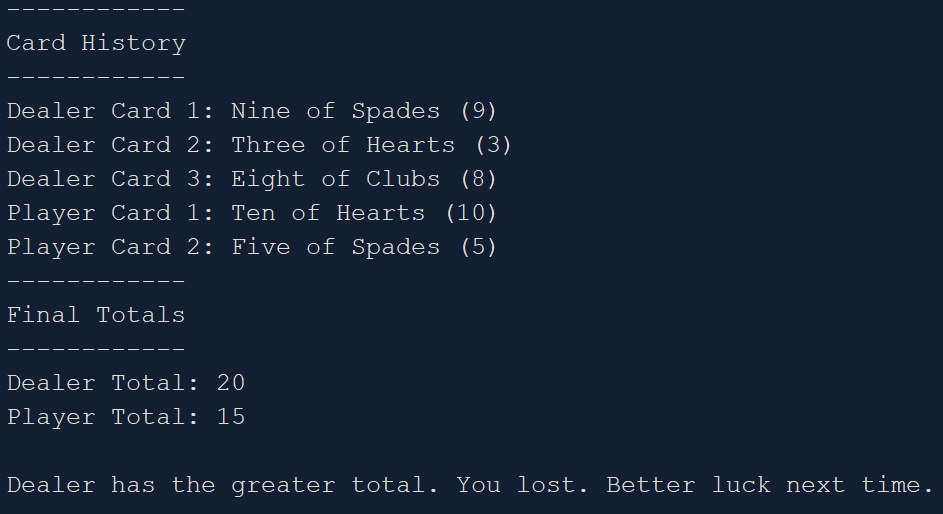 ------------
Card History
------------
Dealer Card 1: Nine of Spades (9)
Dealer Card 2: Three of Hearts (3)
Dealer Card 3: Eight of Clubs (8)
Player Card 1: Ten of Hearts (10)
Player Card 2: Five of Spades (5)
------------
Final Totals
------------
Dealer Total: 20
Player Total: 15
Dealer has the greater total. You lost. Better luck next time.